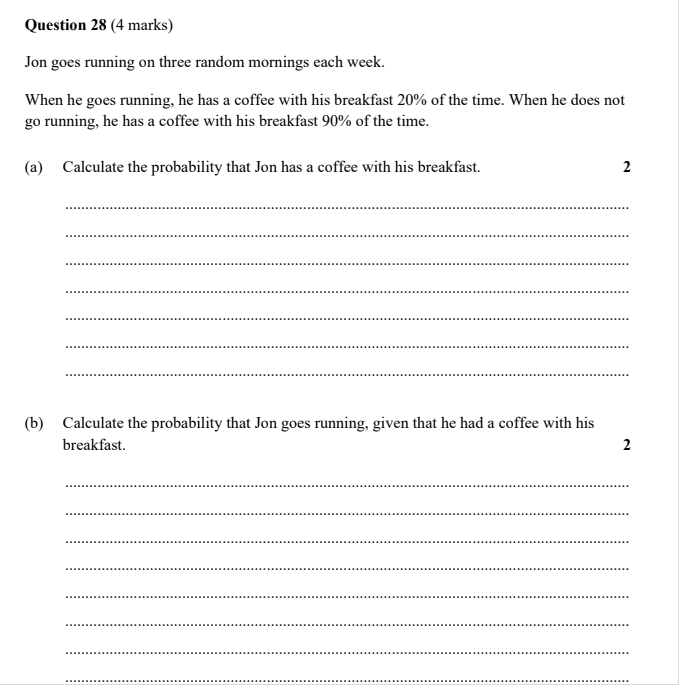 Question 28 (4 marks)
Jon goes running on three random mornings each week.
When he goes running, he has a coffee with his breakfast 20% of the time. When he does not
go running, he has a coffee with his breakfast 90% of the time.
(a) Calculate the probability that Jon has a coffee with his breakfast. 2
(b) Calculate the probability that Jon goes running, given that he had a coffee with his
breakfast. 2